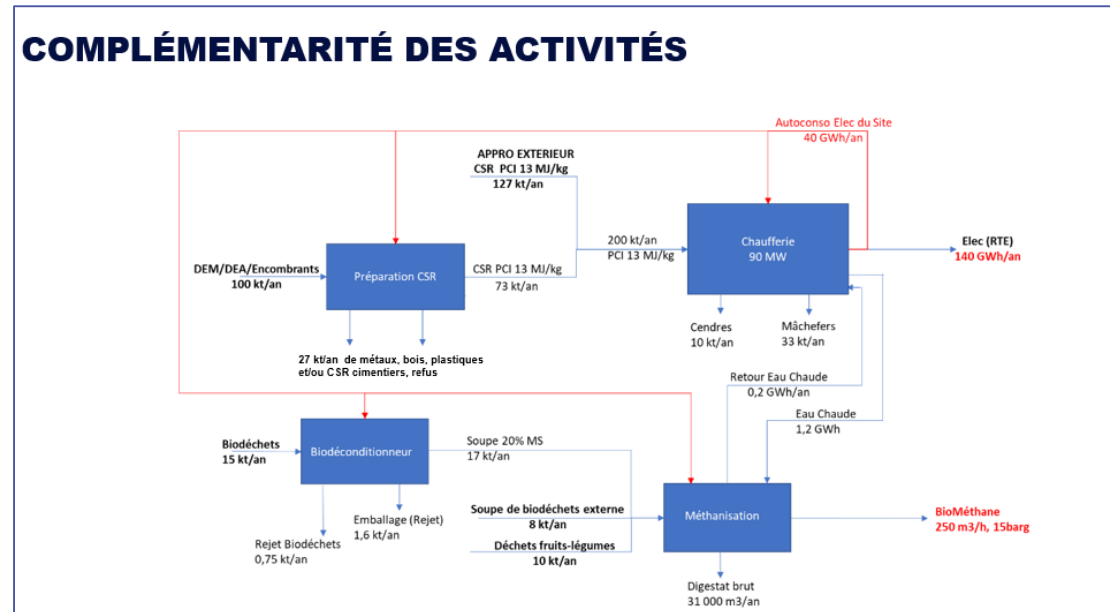 COMPLÉMENTARITÉ DES ACTIVITÉS
Autoconso Elec du Site
40 GWh/an
APPRO EXTERIEUR
CSR PCI 13 MJ/kg
127 kt/an
DEM/DEA/Encombrants
100 kt/an
Préparation CSR
CSR PCI 13 MJ/kg
73 kt/an
200 kt/an
PCI 13 MJ/kg
Chaufferie
90 MW
Elec (RTE)
140 GWh/an
27 kt/an de métaux, bois, plastiques
et/ou CSR cimentiers, refus
Cendres
10 kt/an
Mâchefers
33 kt/an
Retour Eau Chaude
0,2 GWh/an
Eau Chaude
1,2 GWh
Biodéchets
15 kt/an
Biodéconditionneur
Soupe 20% MS
17 kt/an
Rejet Biodéchets
0,75 kt/an
Emballage (Rejet)
1,6 kt/an
Soupe de biodéchets externe
8 kt/an
Déchets fruits-légumes
10 kt/an
Méthanisation
BioMéthane
250 m3/h, 15barg
Digestat brut
31 000 m3/an